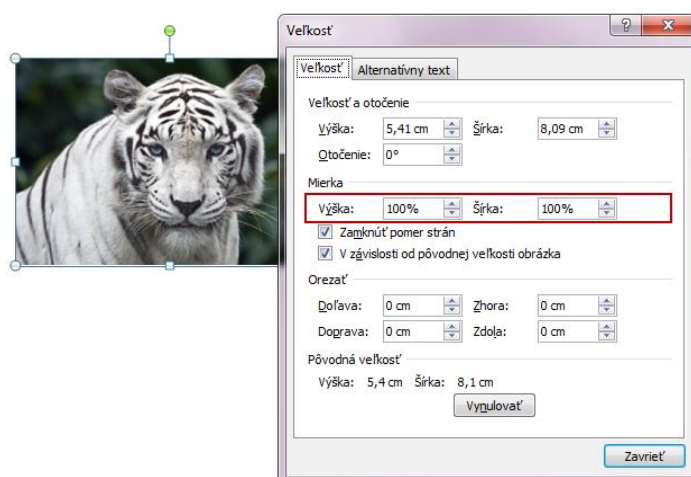 Veľkosť
Veľkosť Alternatívny text
Veľkosť a otočenie
Výška: 5,41 cm Šírka: 8,09 cm
Otočenie: 0°
Mierka
Výška: 100% Šírka: 100%
Zamknúť pomer strán
V závislosti od pôvodnej veľkosti obrázka
Orezať
Doľava: 0 cm Zhora: 0 cm
Doprava: 0 cm Zdola: 0 cm
Pôvodná veľkosť
Výška: 5,4 cm Šírka: 8,1 cm
Vynulovať
Zavrieť